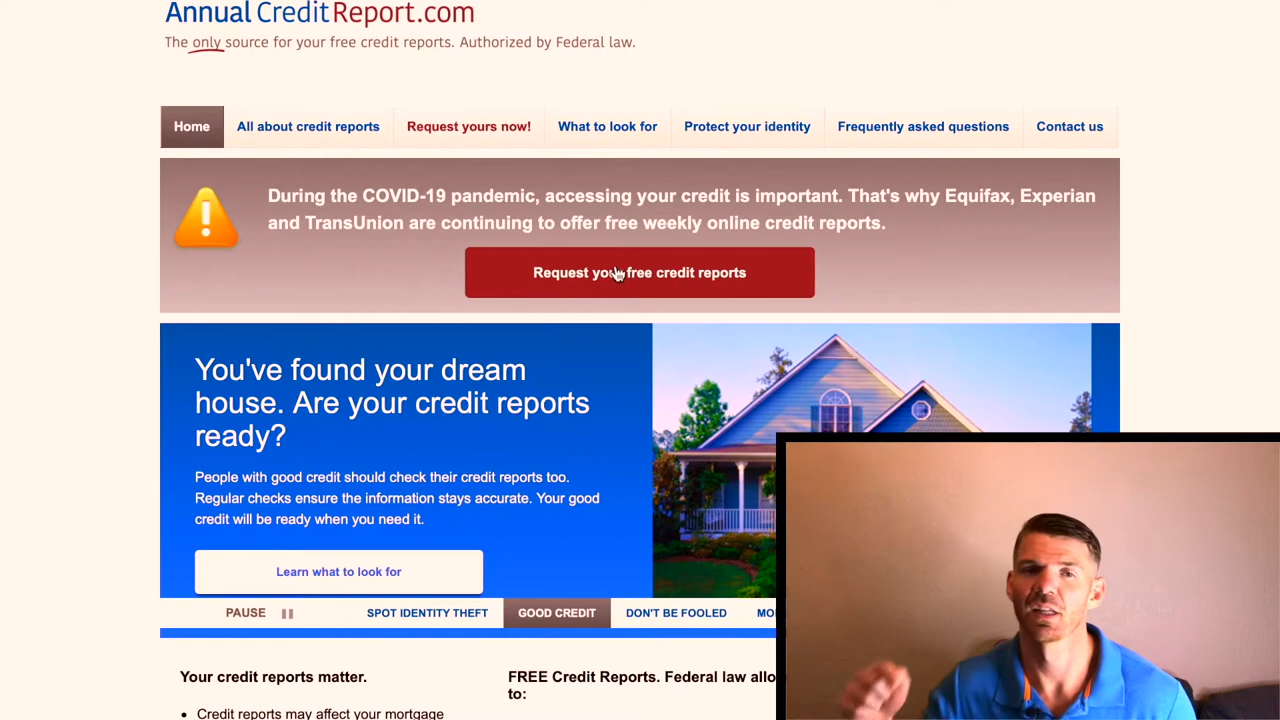 AnnualCreditReport.com
The only source for your free credit reports. Authorized by Federal law.
Home All about credit reports Request yours now! What to look for Protect your identity Frequently asked questions Contact us
During the COVID-19 pandemic, accessing your credit is important. That's why Equifax, Experian
and TransUnion are continuing to offer free weekly online credit reports.
Request your free credit reports
You've found your dream
house. Are your credit reports
ready?
People with good credit should check their credit reports too.
Regular checks ensure the information stays accurate. Your good
credit will be ready when you need it.
Learn what to look for
PAUSE SPOT IDENTITY THEFT GOOD CREDIT DON'T BE FOOLED
Your credit reports matter.
FREE Credit Reports. Federal law
to:
• Credit reports may affect your mortgage